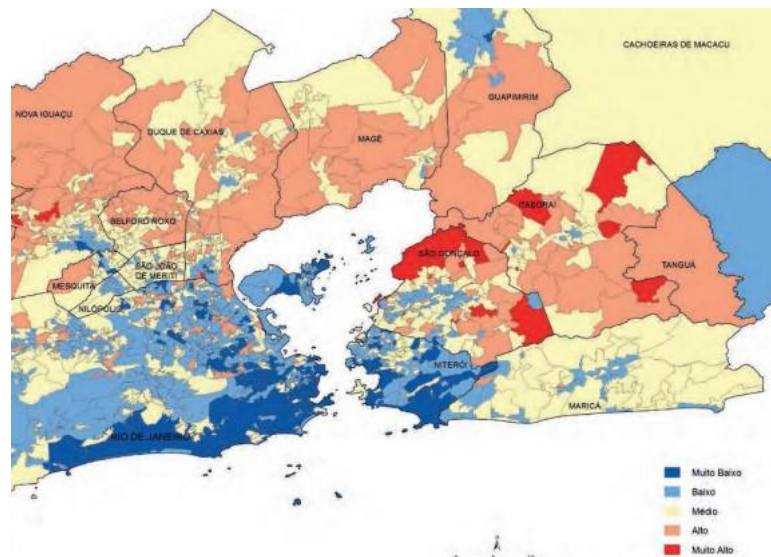 CACHOEIRAS DE MACACU
GUAPIMIRIM
NOVA IGUAÇU
DUQUE DE CAXIAS
MAGÉ
ITABORAÍ
BELFORD ROXO
SÃO GONÇALO
TANGUÁ
SÃO JOÃO
DE MERITI
MESQUITA
NILÓPOLIS
NITERÓI
MARICÁ
RIO DE JANEIRO
Muito Baixo
Baixo
Médio
Alto
Muito Alto